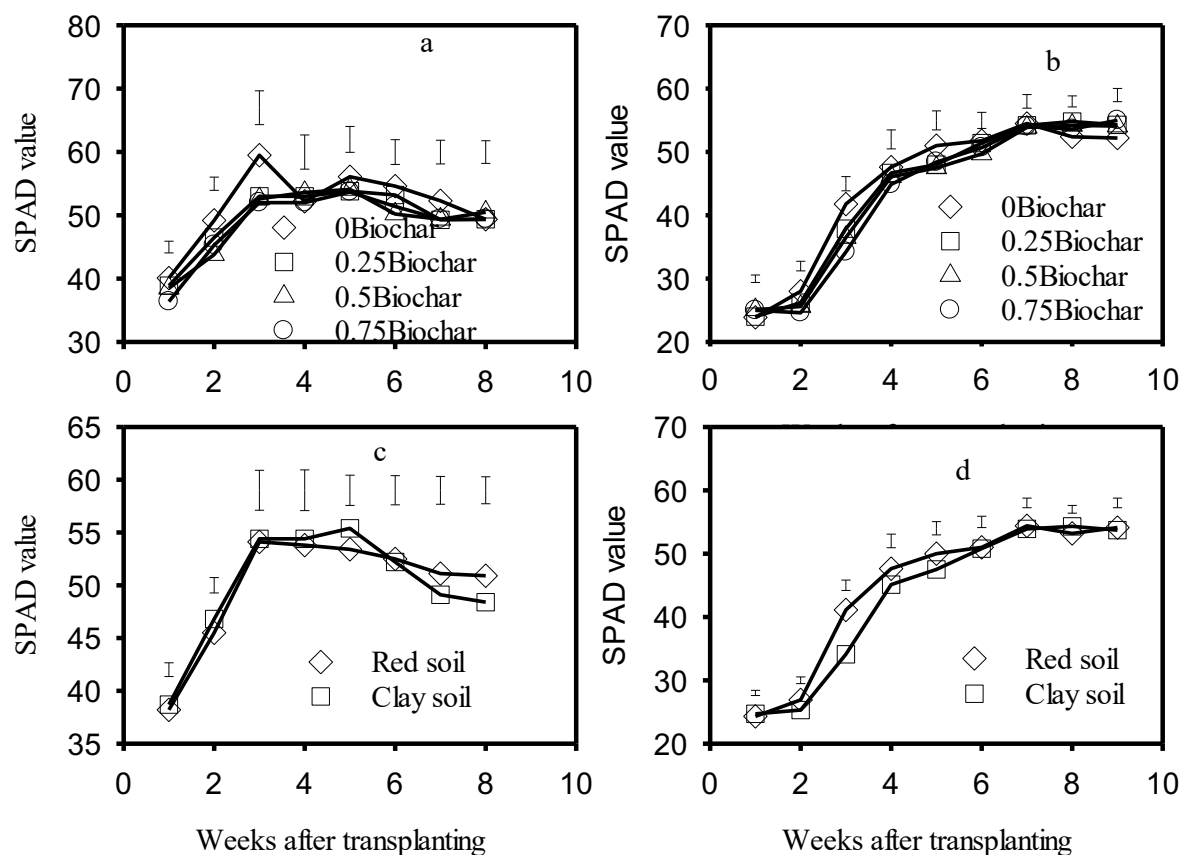 80
70
60
50
40
30
SPAD value
a
0Biochar
0.25Biochar
0.5Biochar
0.75Biochar
0 2 4 6 8 10
70
60
50
40
30
20
SPAD value
b
0Biochar
0.25Biochar
0.5Biochar
0.75Biochar
0 2 4 6 8 10
65
60
55
50
45
40
35
SPAD value
c
Red soil
Clay soil
0 2 4 6 8 10
Weeks after transplanting
70
60
50
40
30
20
SPAD value
d
Red soil
Clay soil
0 2 4 6 8 10
Weeks after transplanting